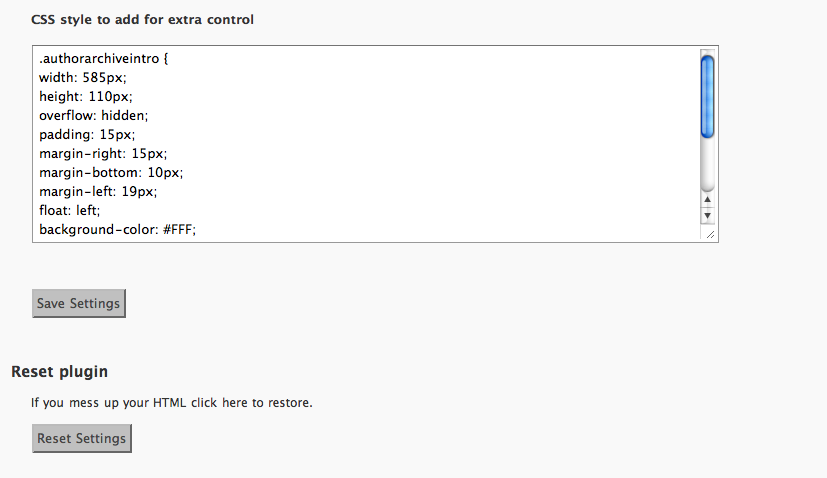 CSS style to add for extra control
.authorarchiveintro {
width: 585px;
height: 110px;
overflow: hidden;
padding: 15px;
margin-right: 15px;
margin-bottom: 10px;
margin-left: 19px;
float: left;
background-color: #FFF;
Save Settings
Reset plugin
If you mess up your HTML click here to restore.
Reset Settings